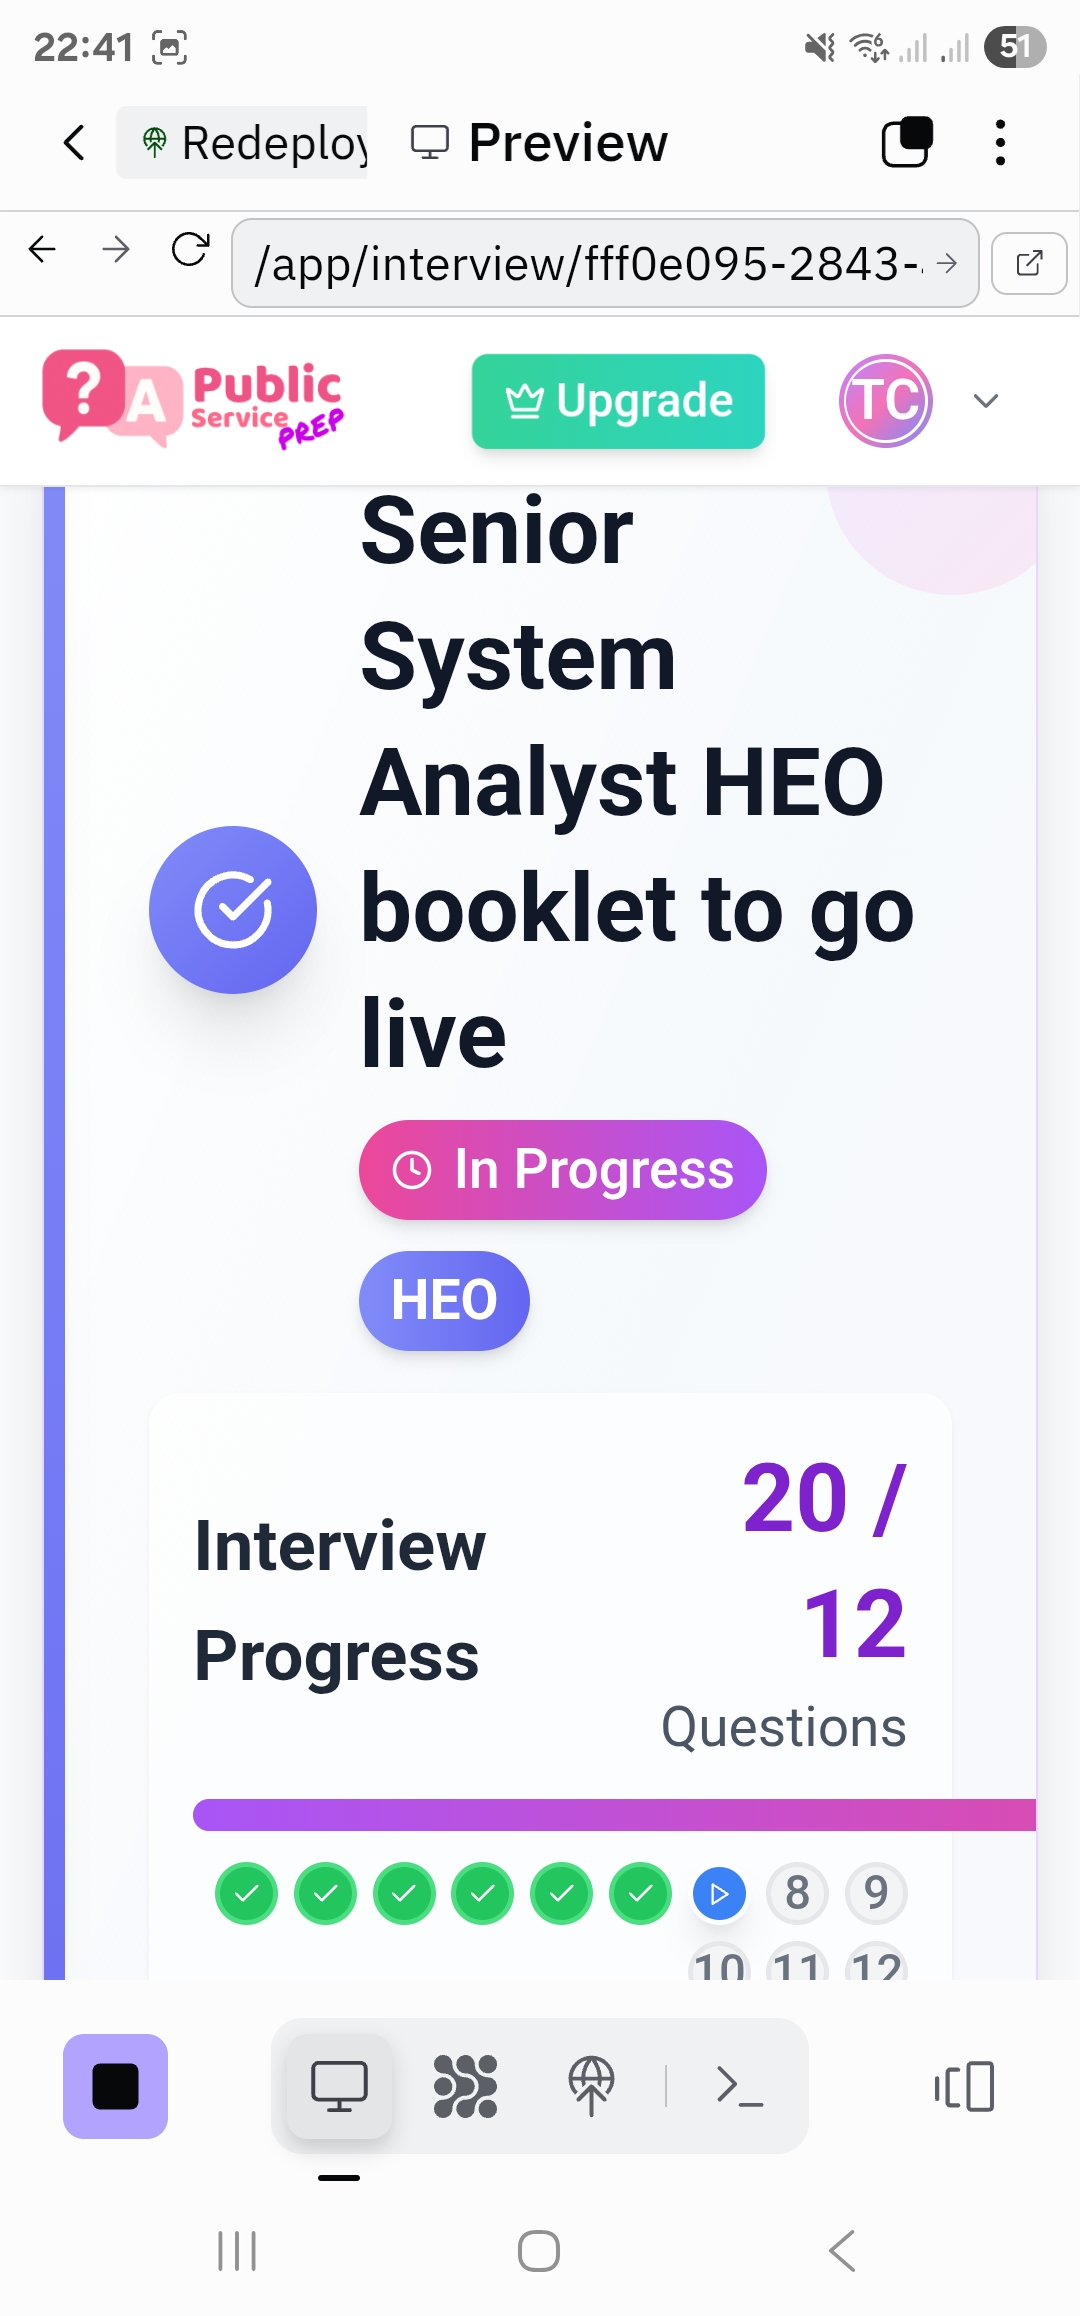 22:41
51
Redeploy
Preview
/app/interview/fff0e095-2843-
? A Public Service PREP
Upgrade
TC
Senior
System
Analyst HEO
booklet to go
live
In Progress
HEO
Interview
Progress
20 /
12
Questions
8 9
10 11 12